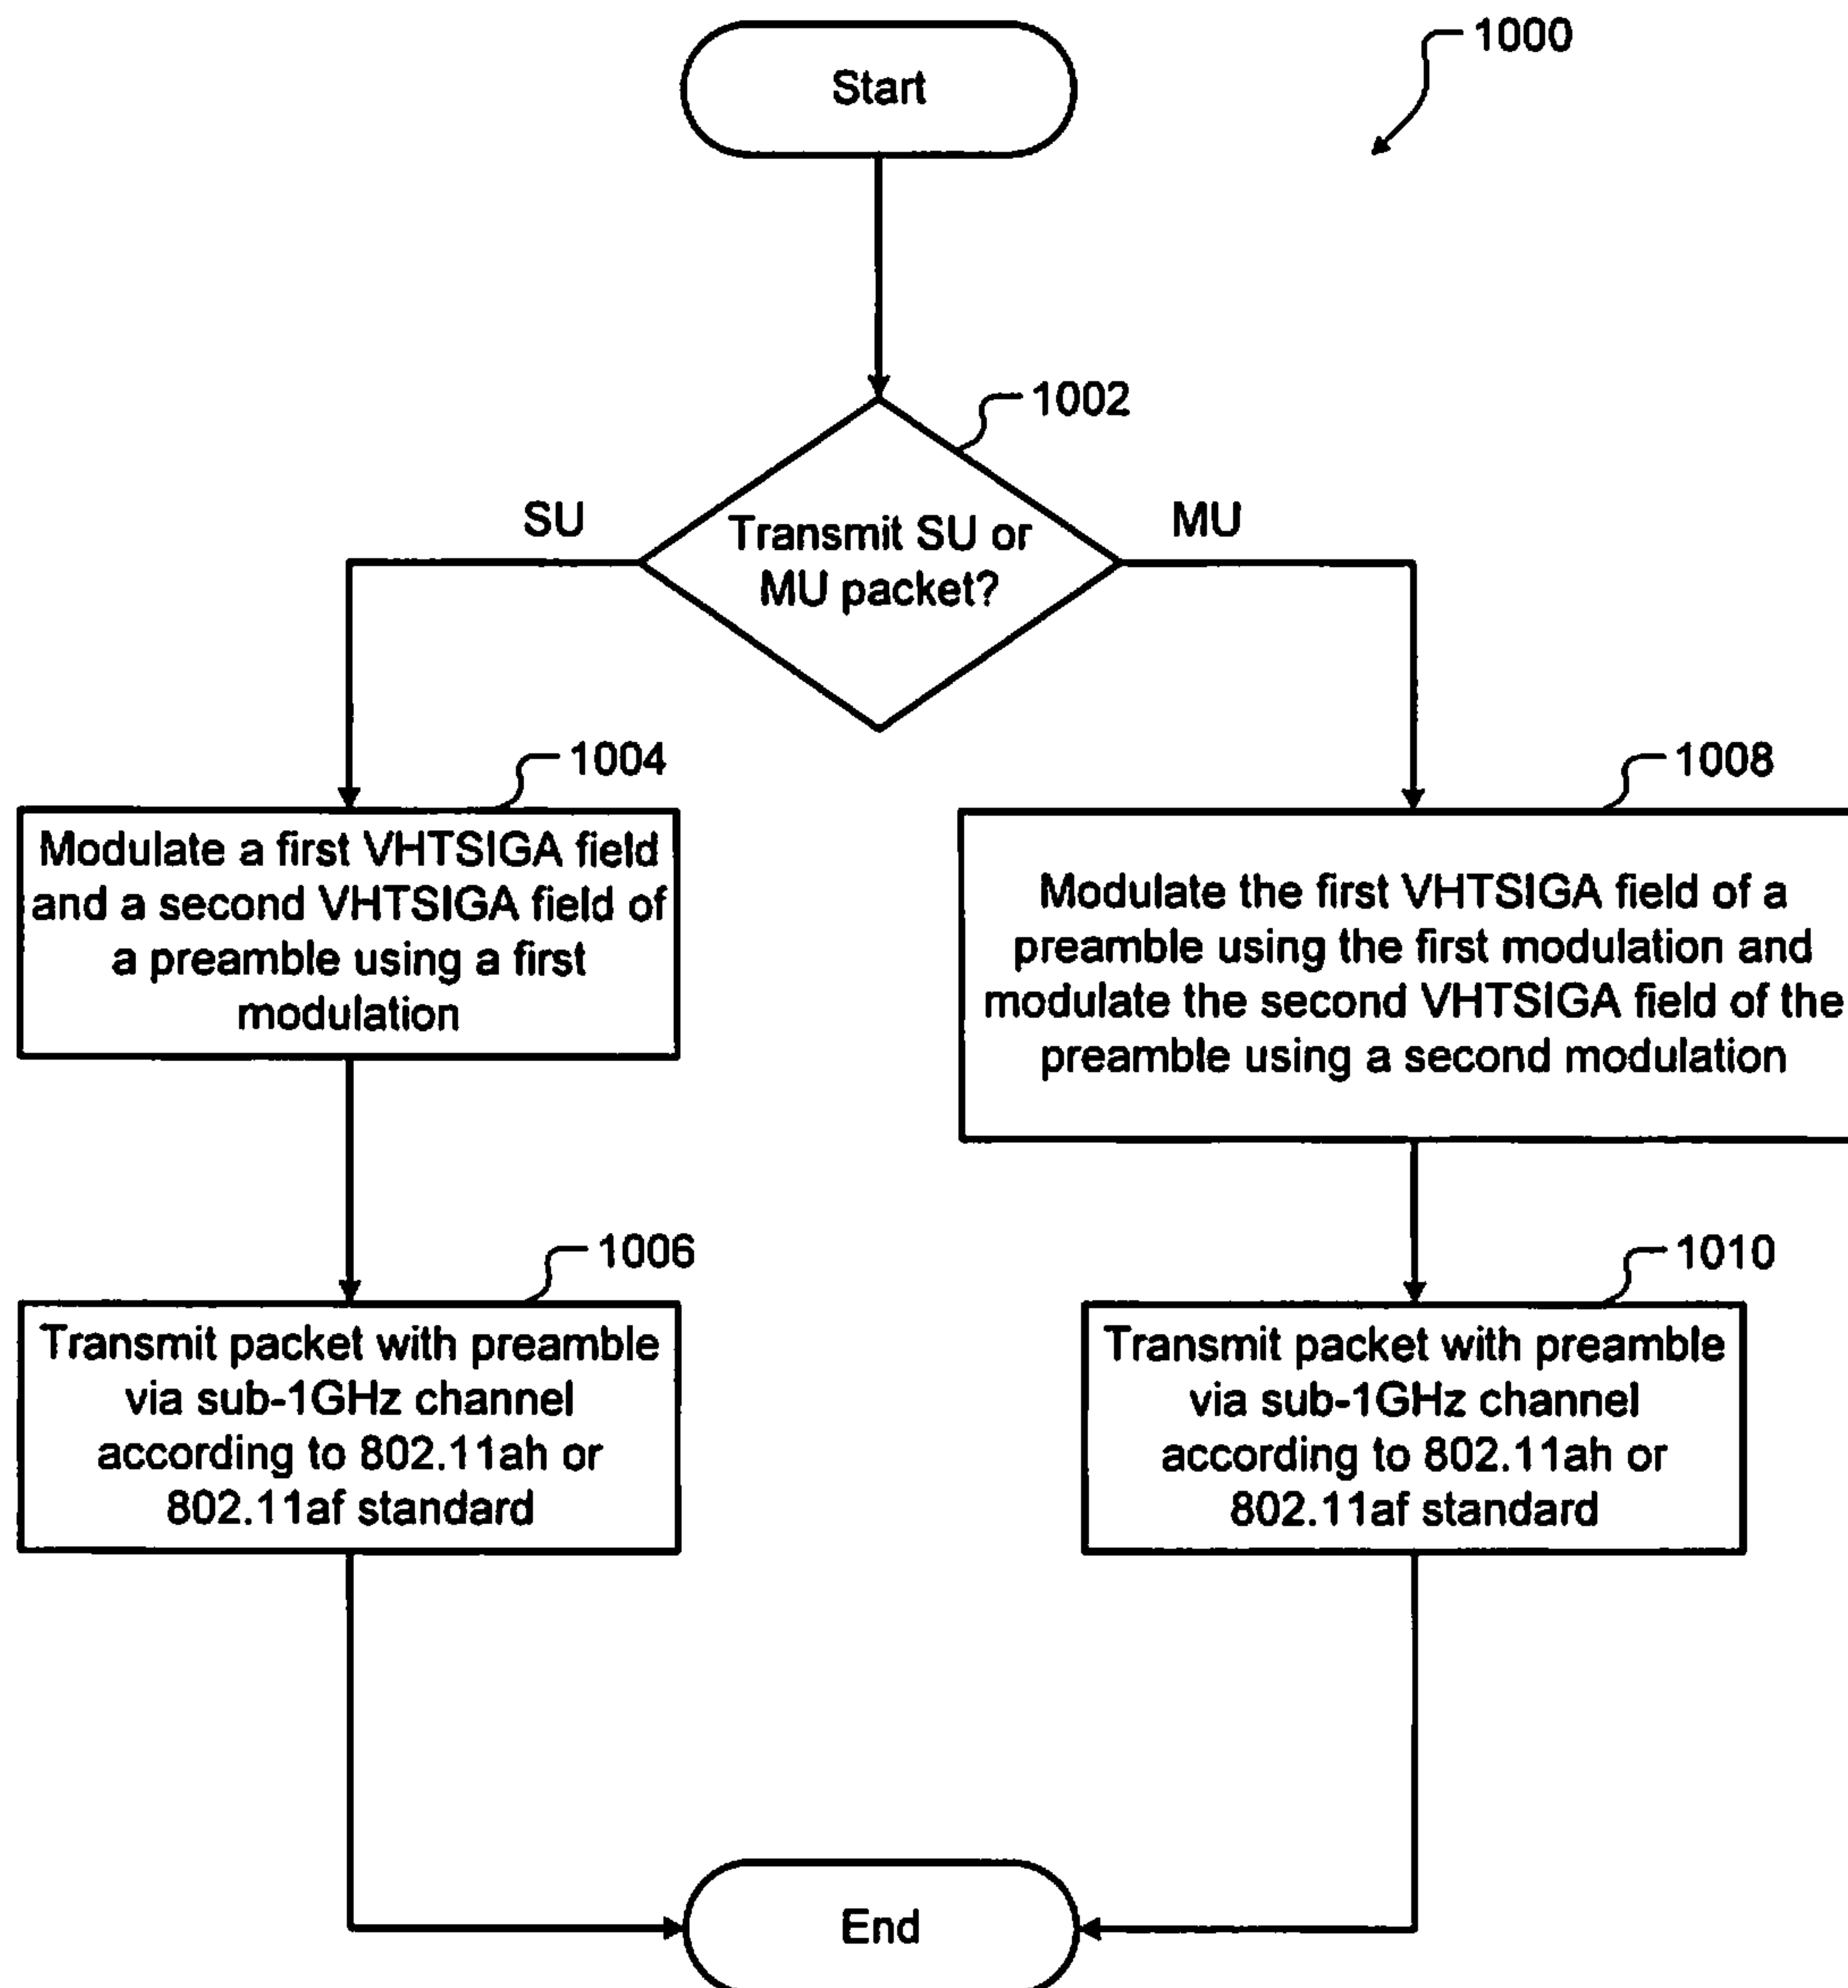 1000
Start
1002
SU
Transmit SU or
MU packet?
MU
1004
Modulate a first VHTSIGA field
and a second VHTSIGA field of
a preamble using a first
modulation
1008
Modulate the first VHTSIGA field of a
preamble using the first modulation and
modulate the second VHTSIGA field of the
preamble using a second modulation
1006
Transmit packet with preamble
via sub-1GHz channel
according to 802.11ah or
802.11af standard
1010
Transmit packet with preamble
via sub-1GHz channel
according to 802.11ah or
802.11af standard
End